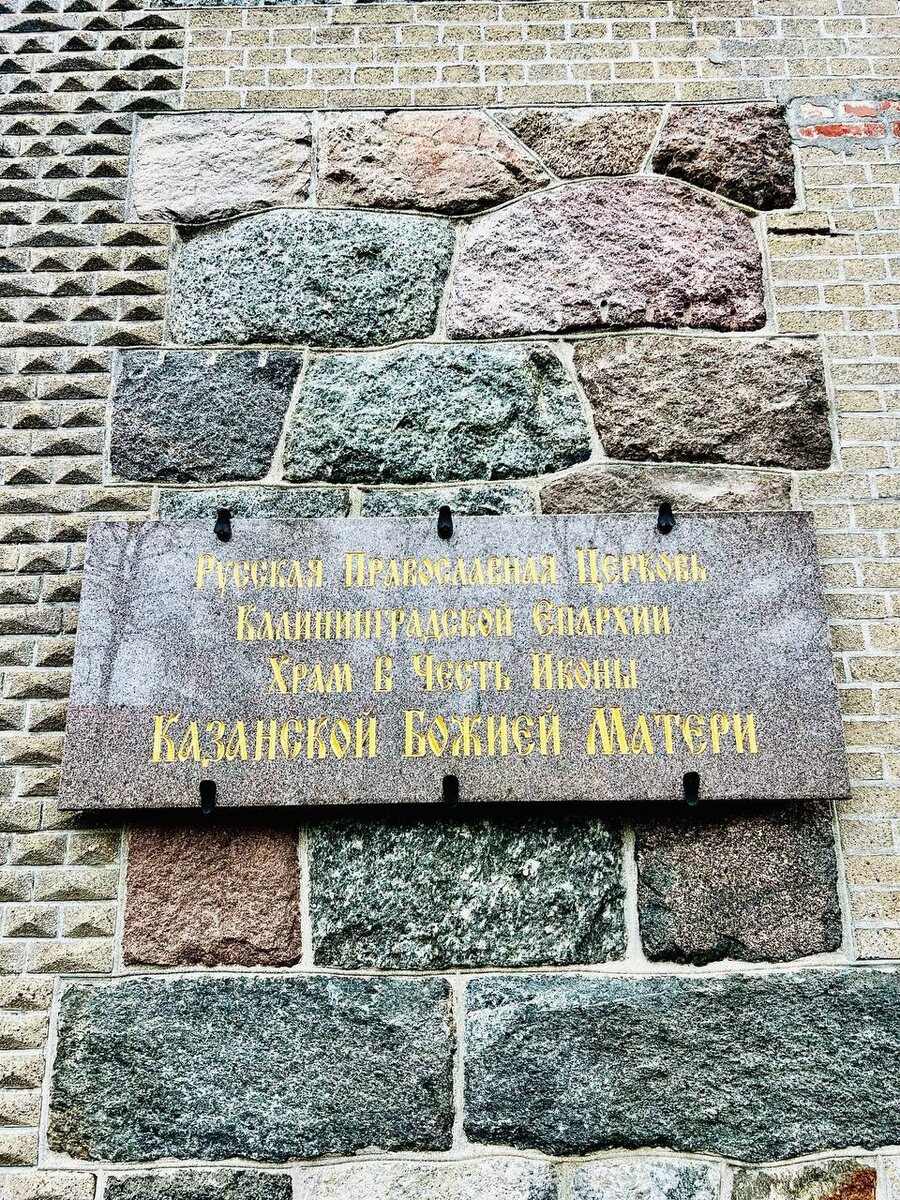 Русская Православная Церковь
Калининградской Епархии
Храм в Честь Иконы
Казанской Божией Матери